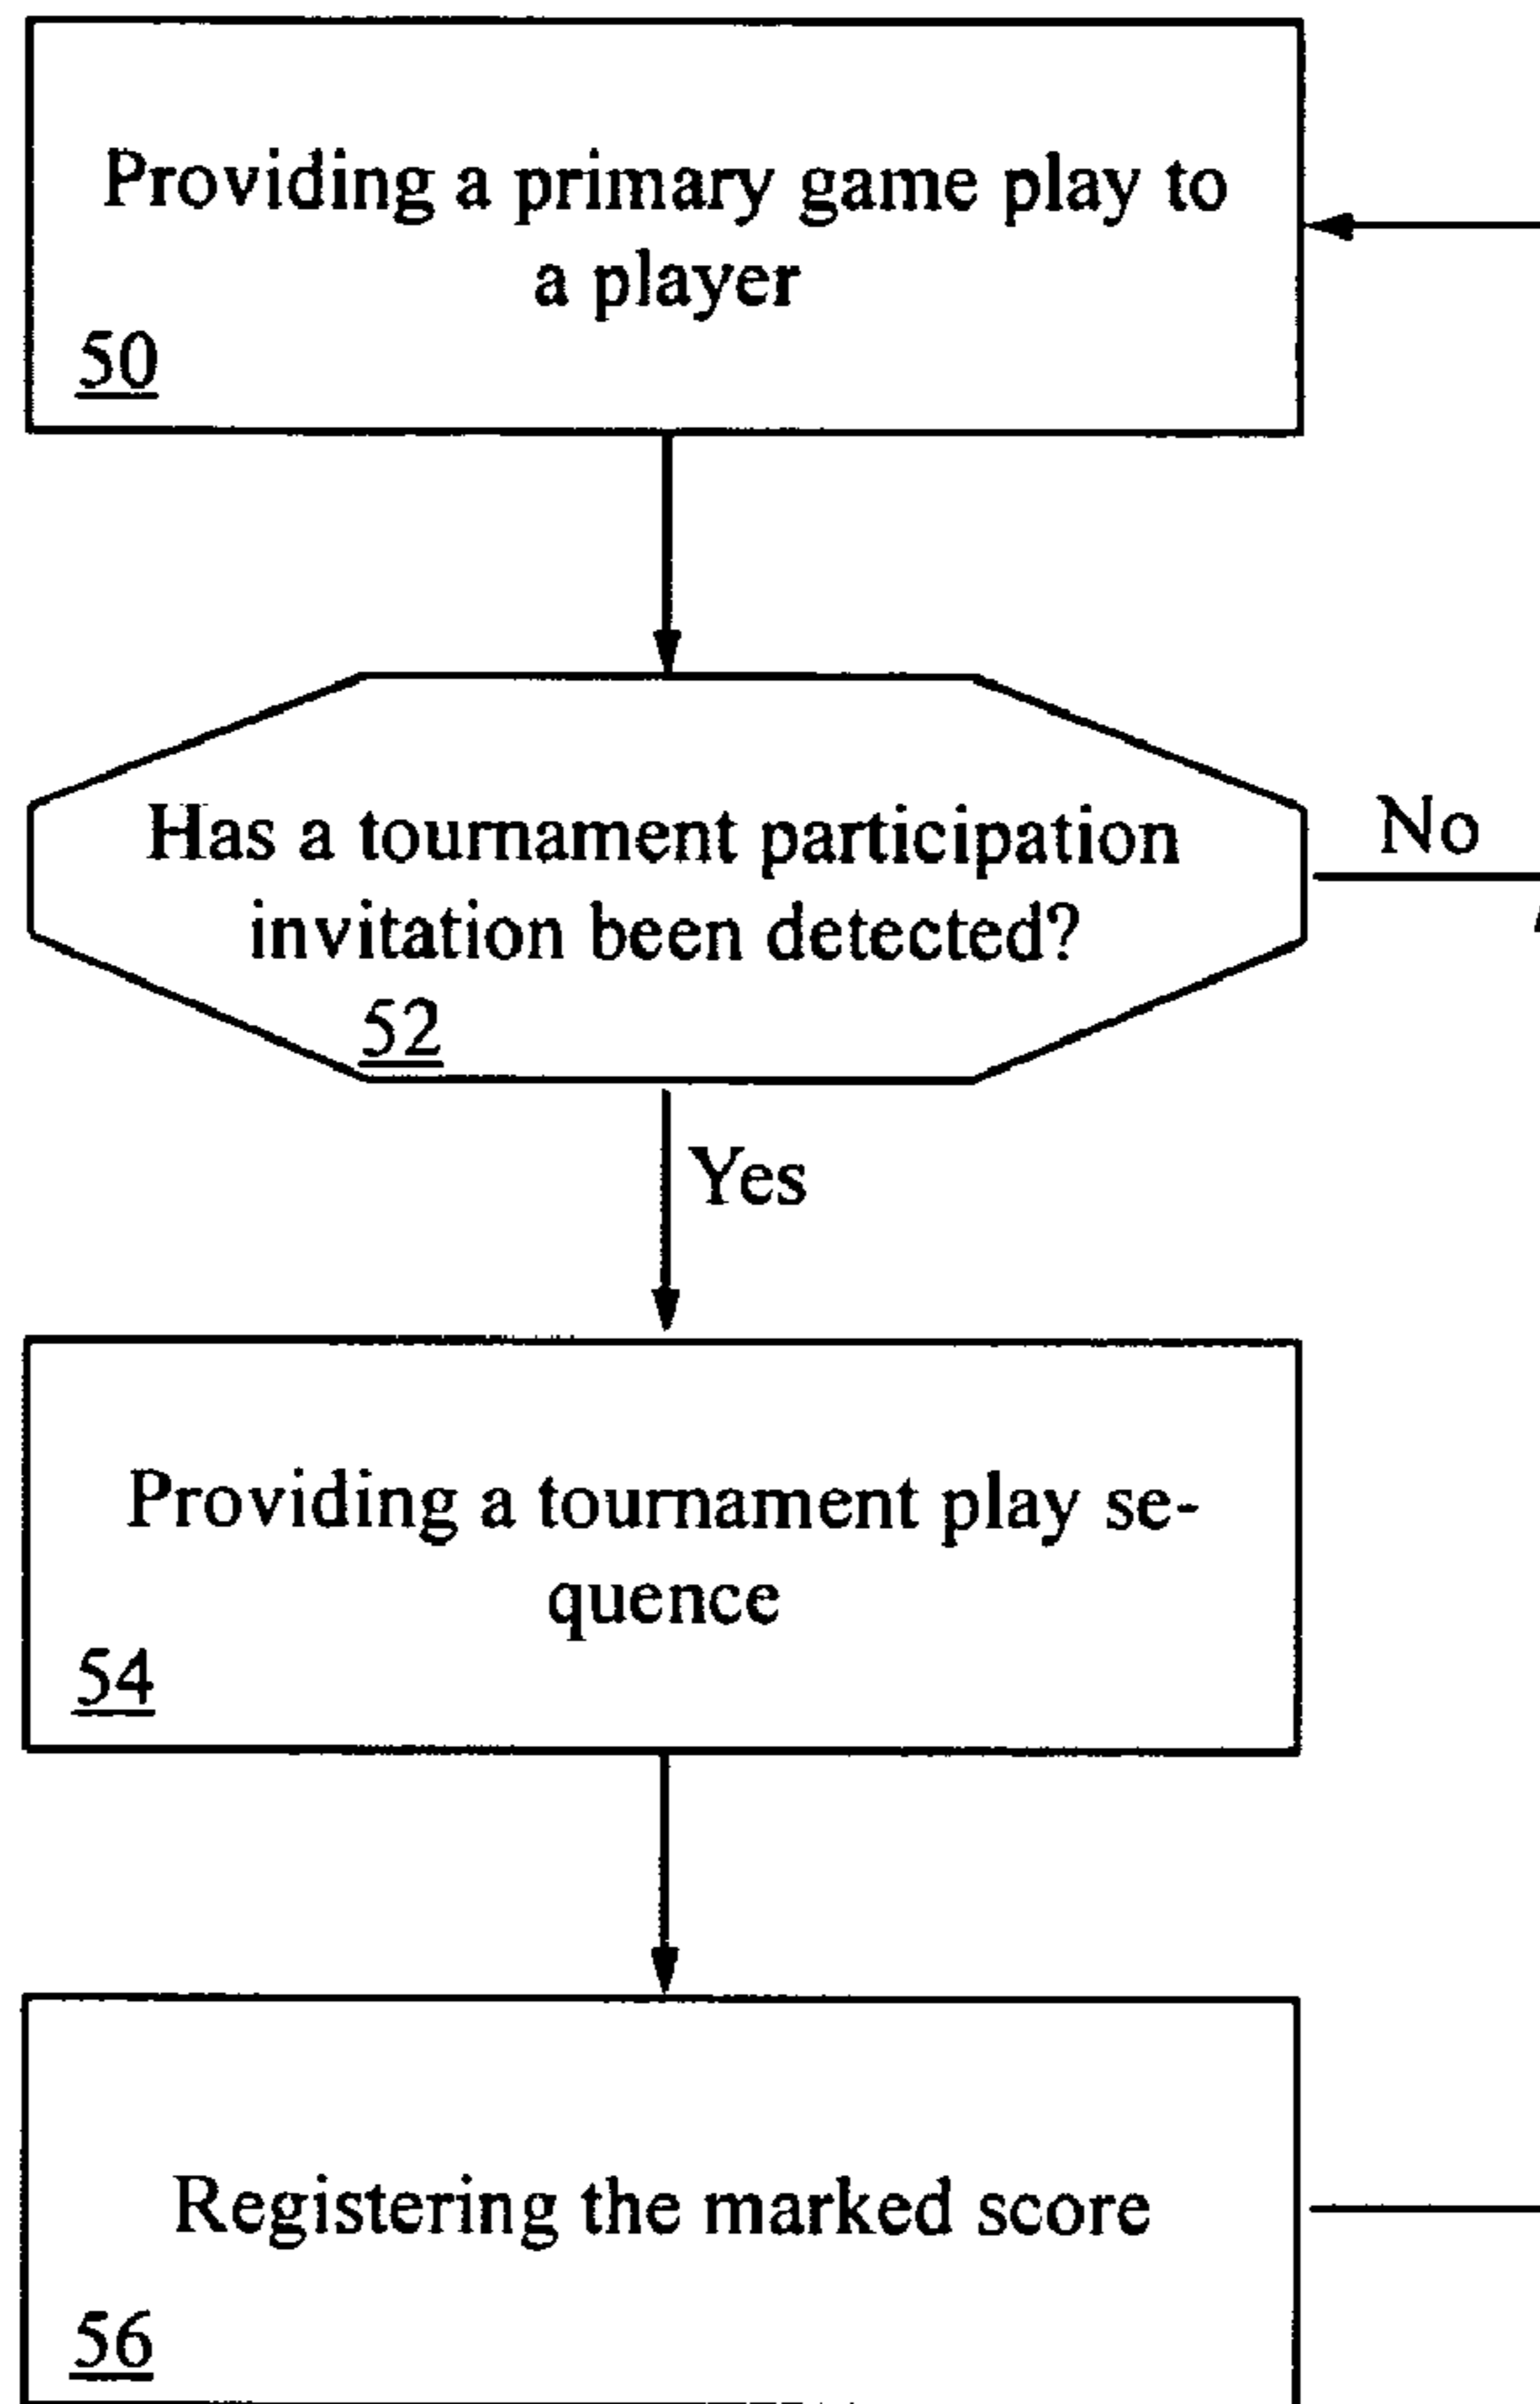 Providing a primary game play to
a player
50
Has a tournament participation
invitation been detected?
No
52
Yes
Providing a tournament play se-
quence
54
Registering the marked score
56